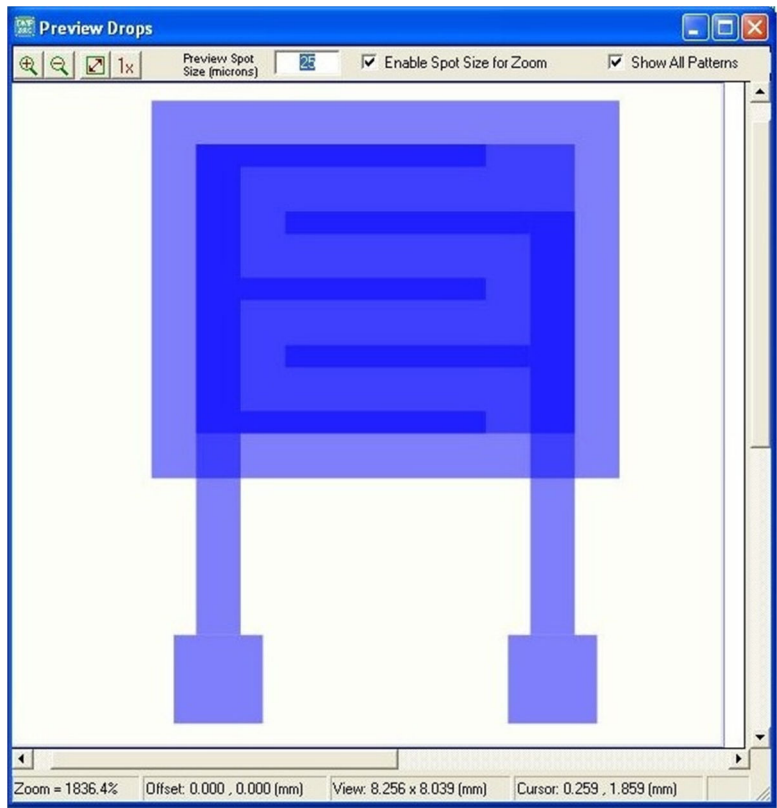 Preview Drops
1x
Preview Spot
Size (microns)
25
Enable Spot Size for Zoom
Show All Patterns
Zoom = 1836.4%
Offset: 0.000 , 0.000 (mm)
View: 8.256 x 8.039 (mm)
Cursor: 0.259 , 1.859 (mm)